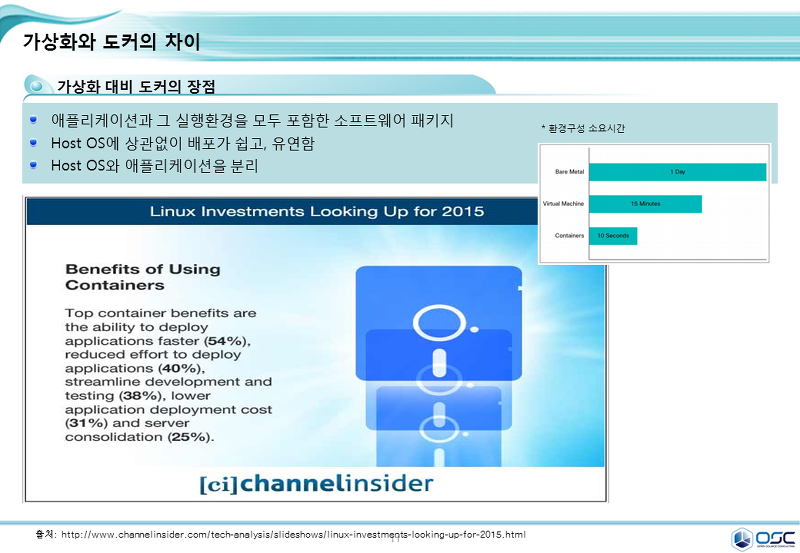 가상화와 도커의 차이
가상화 대비 도커의 장점
애플리케이션과 그 실행환경을 모두 포함한 소프트웨어 패키지
Host OS에 상관없이 배포가 쉽고, 유연함
Host OS와 애플리케이션을 분리
* 환경구성 소요시간
Bare Metal 1 Day
Virtual Machine 15 Minutes
Containers 10 Seconds
Linux Investments Looking Up for 2015
Benefits of Using
Containers
Top container benefits are
the ability to deploy
applications faster (54%),
reduced effort to deploy
applications (40%),
streamline development and
testing (38%), lower
application deployment cost
(31%) and server
consolidation (25%).
[ci]channelinsider
출처: http://www.channelinsider.com/tech-analysis/slideshows/linux-investments-looking-up-for-2015.html
OSC